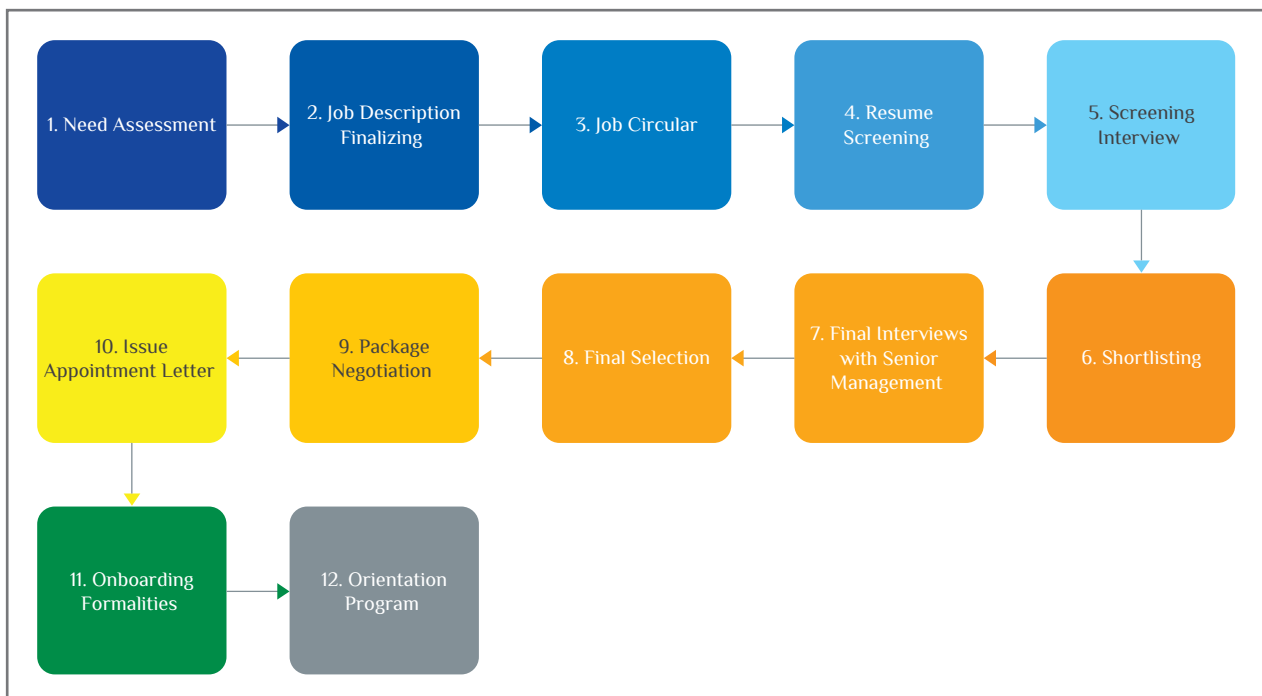 1. Need Assessment
2. Job Description
Finalizing
3. Job Circular
4. Resume
Screening
5. Screening
Interview
6. Shortlisting
7. Final Interviews
with Senior
Management
8. Final Selection
9. Package
Negotiation
10. Issue
Appointment Letter
11. Onboarding
Formalities
12. Orientation
Program